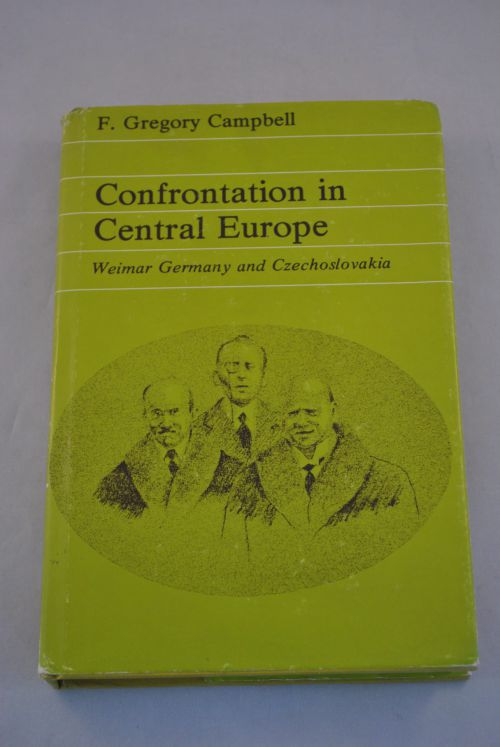 F. Gregory Campbell
Confrontation in
Central Europe
Weimar Germany and Czechoslovakia